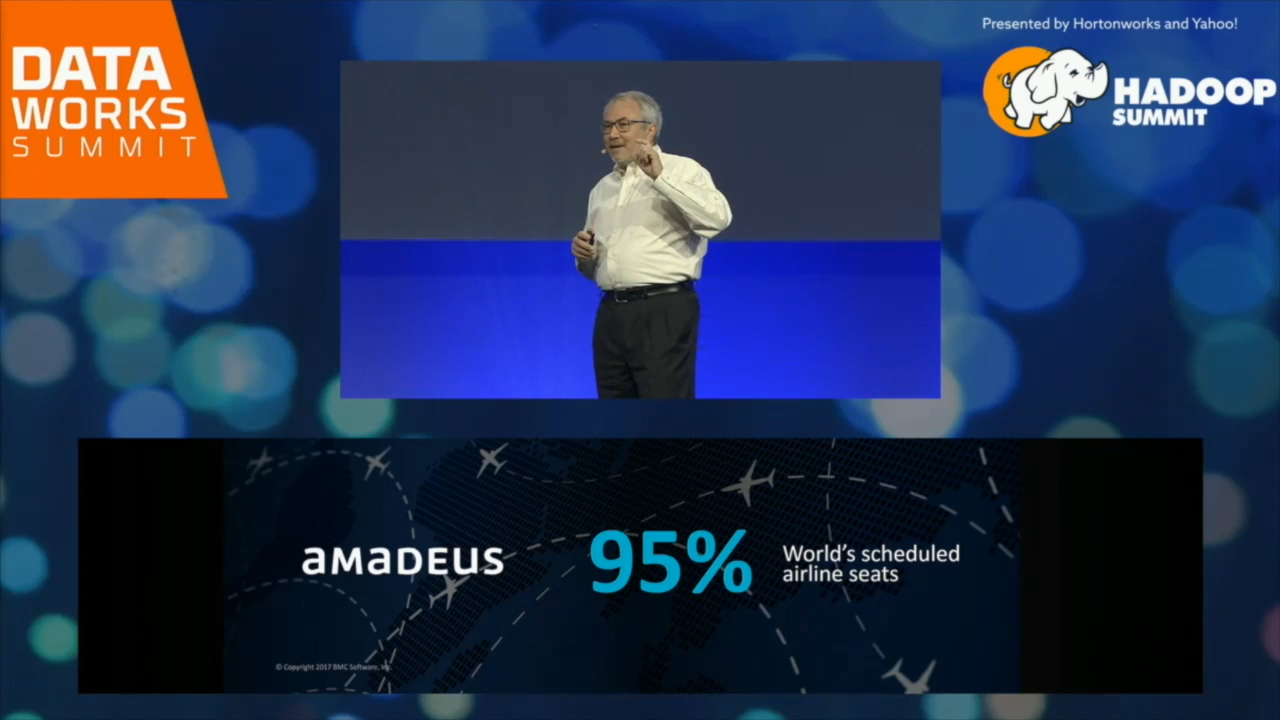 DATA
WORKS
SUMMIT
Presented by Hortonworks and Yahoo!
HADOOP
SUMMIT
amaDEUS
95%
World's scheduled
airline seats
© Copyright 2017 BMC Software, Inc.